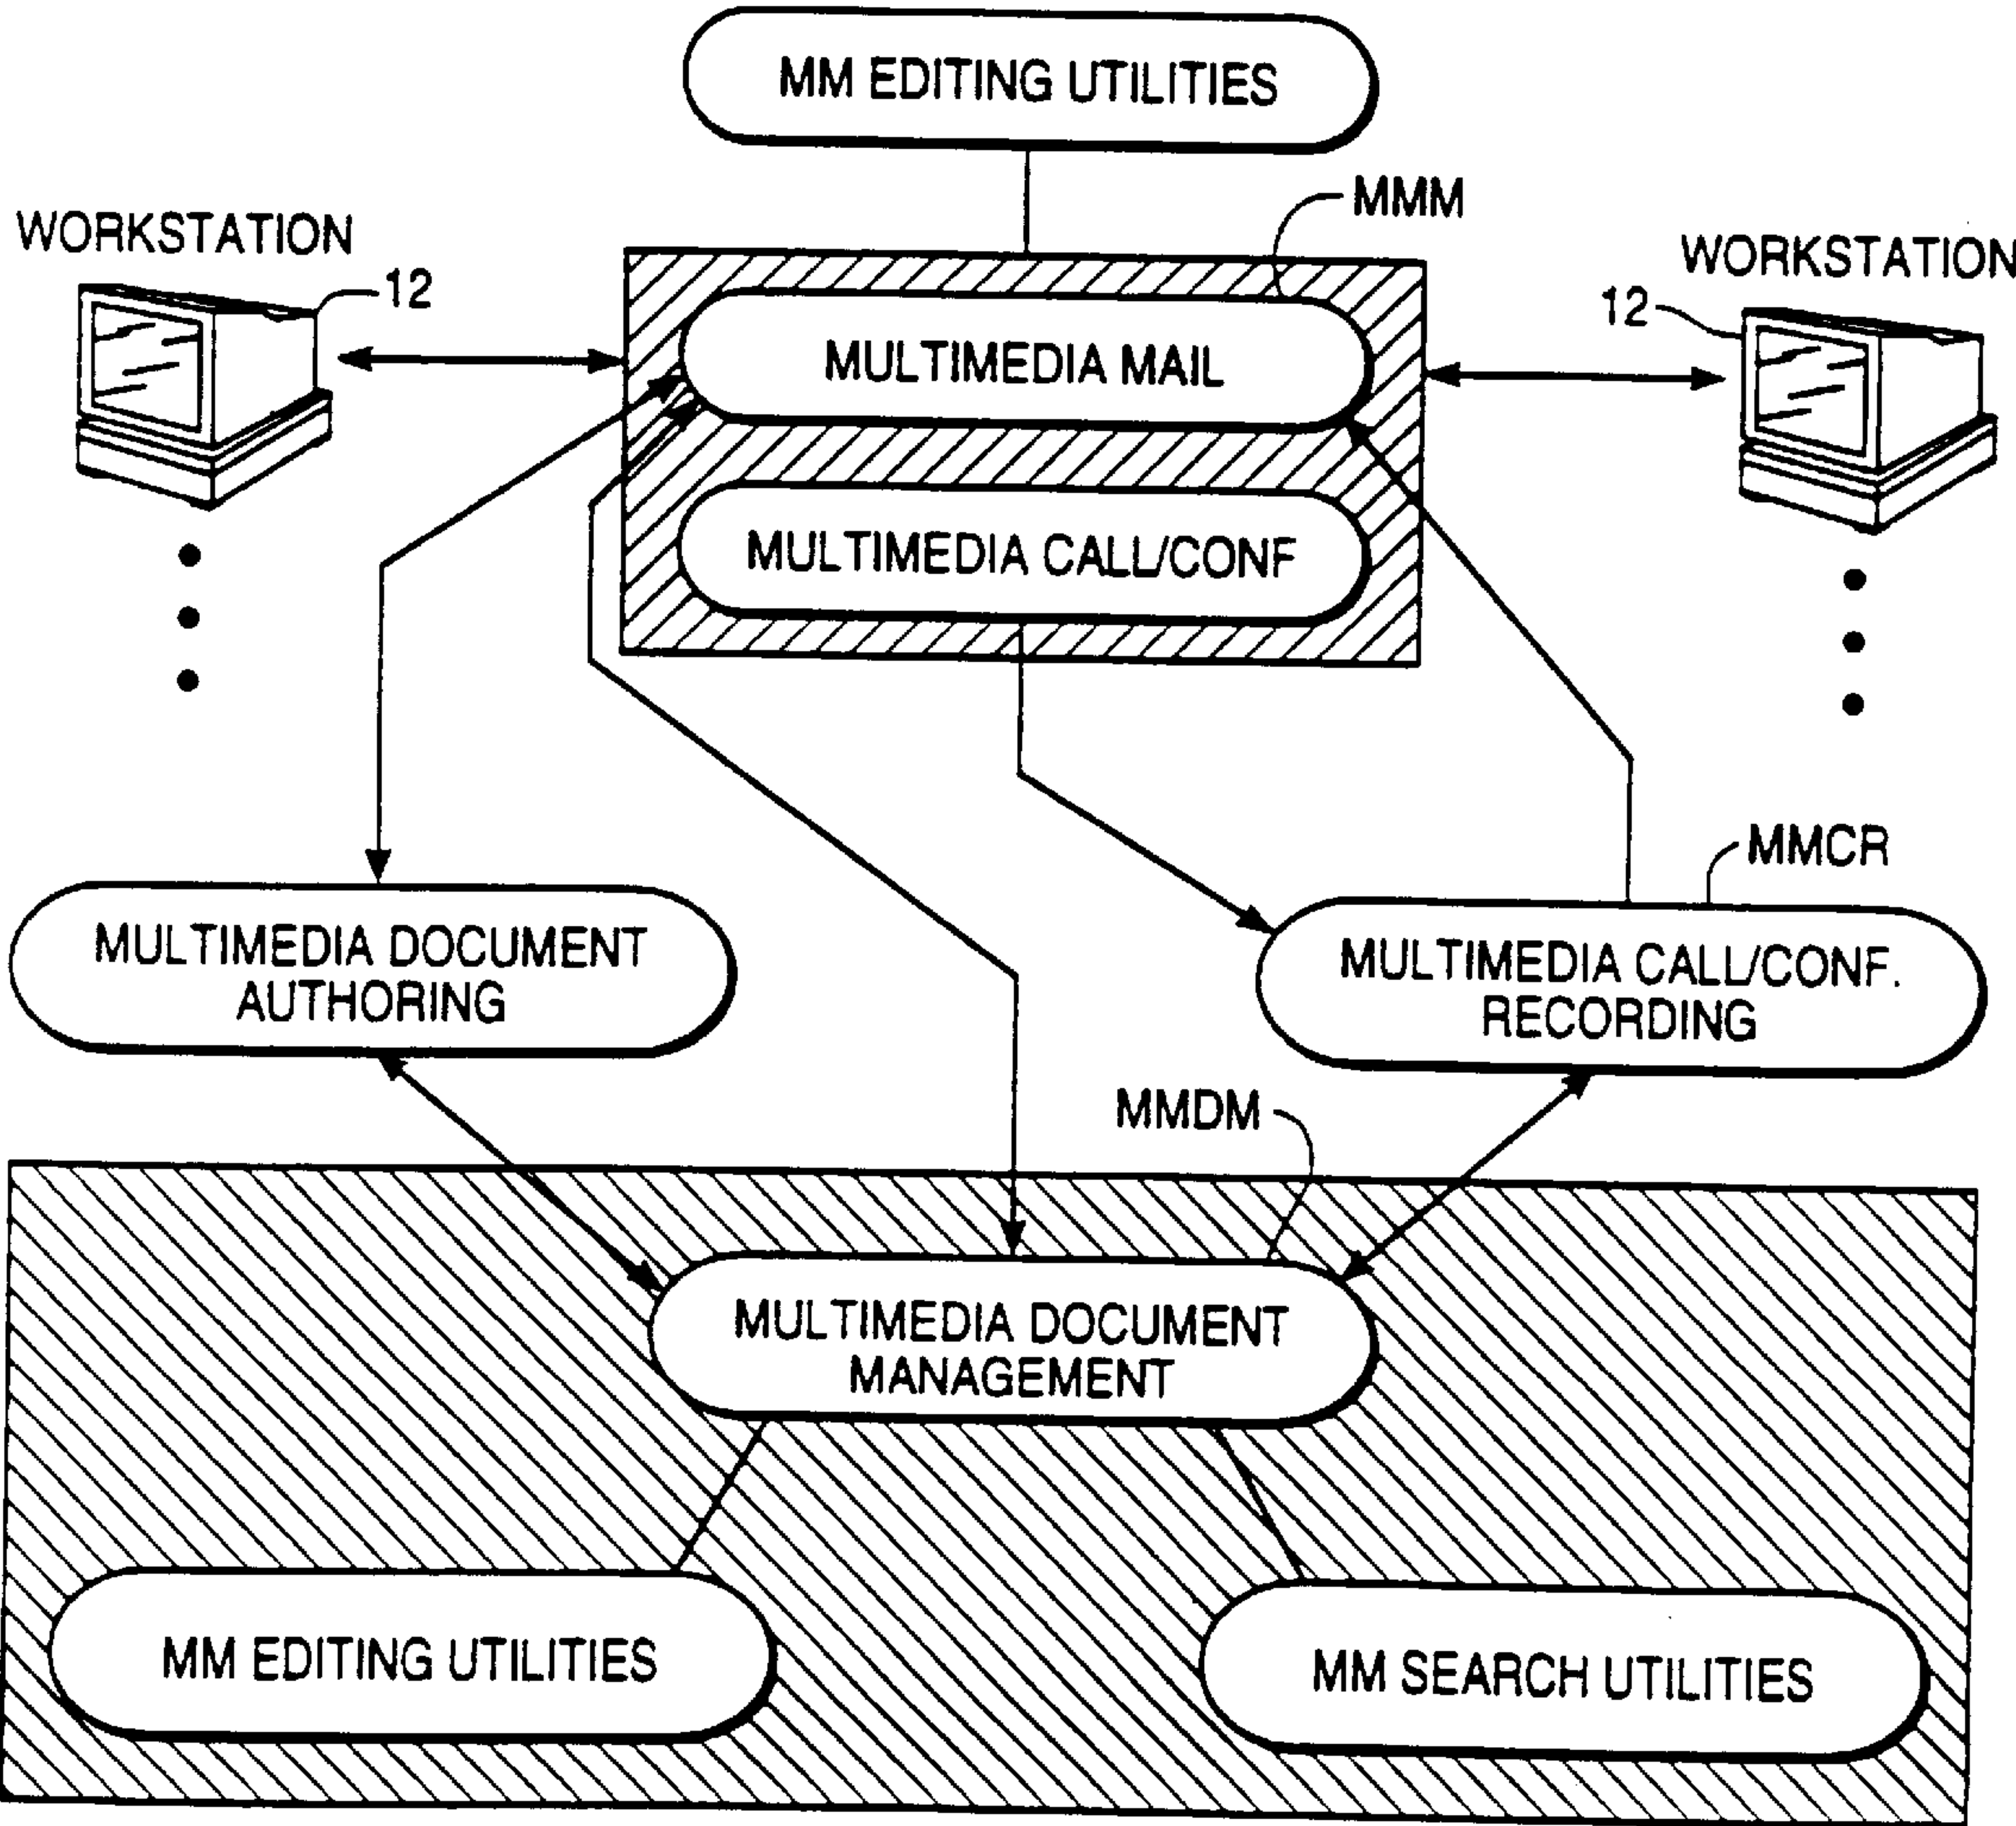 MM EDITING UTILITIES
MMM
WORKSTATION
12
WORKSTATION
12
MULTIMEDIA MAIL
MULTIMEDIA CALL/CONF
MMCR
MULTIMEDIA DOCUMENT
AUTHORING
MULTIMEDIA CALL/CONF.
RECORDING
MMDM
MULTIMEDIA DOCUMENT
MANAGEMENT
MM EDITING UTILITIES
MM SEARCH UTILITIES